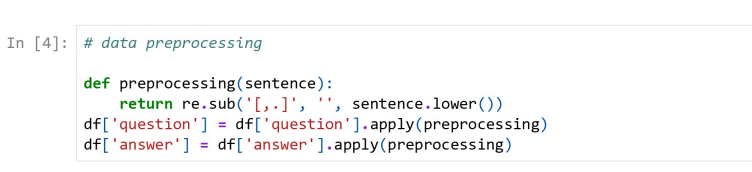 In [4]: # data preprocessing
def preprocessing(sentence):
    return re.sub('[,.]', '', sentence.lower())
df['question'] = df['question'].apply(preprocessing)
df['answer'] = df['answer'].apply(preprocessing)